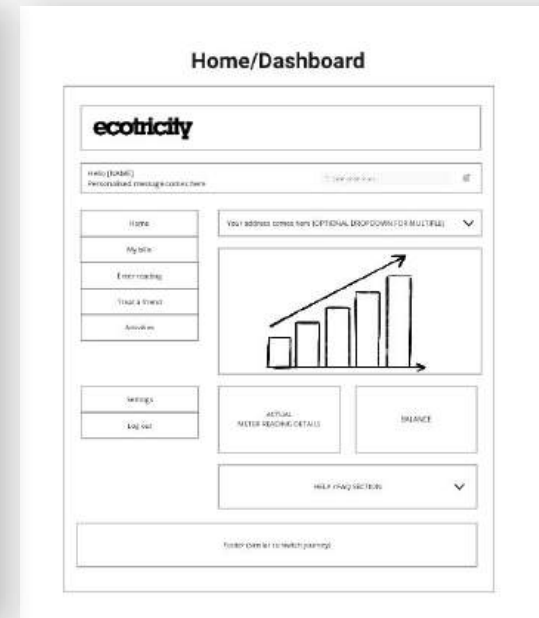 Home/Dashboard
ecotricity
Hello [NAME]
Personalised message comes here
Home
Your address comes here (OPTIONAL DROPDOWN FOR MULTIPLE)
My bills
Enter reading
Treat a friend
Activities
Settings
Log out
ACTUAL
METER READING DETAILS
BALANCE
HELP / FAQ SECTION
Footer (similar to switch journey)